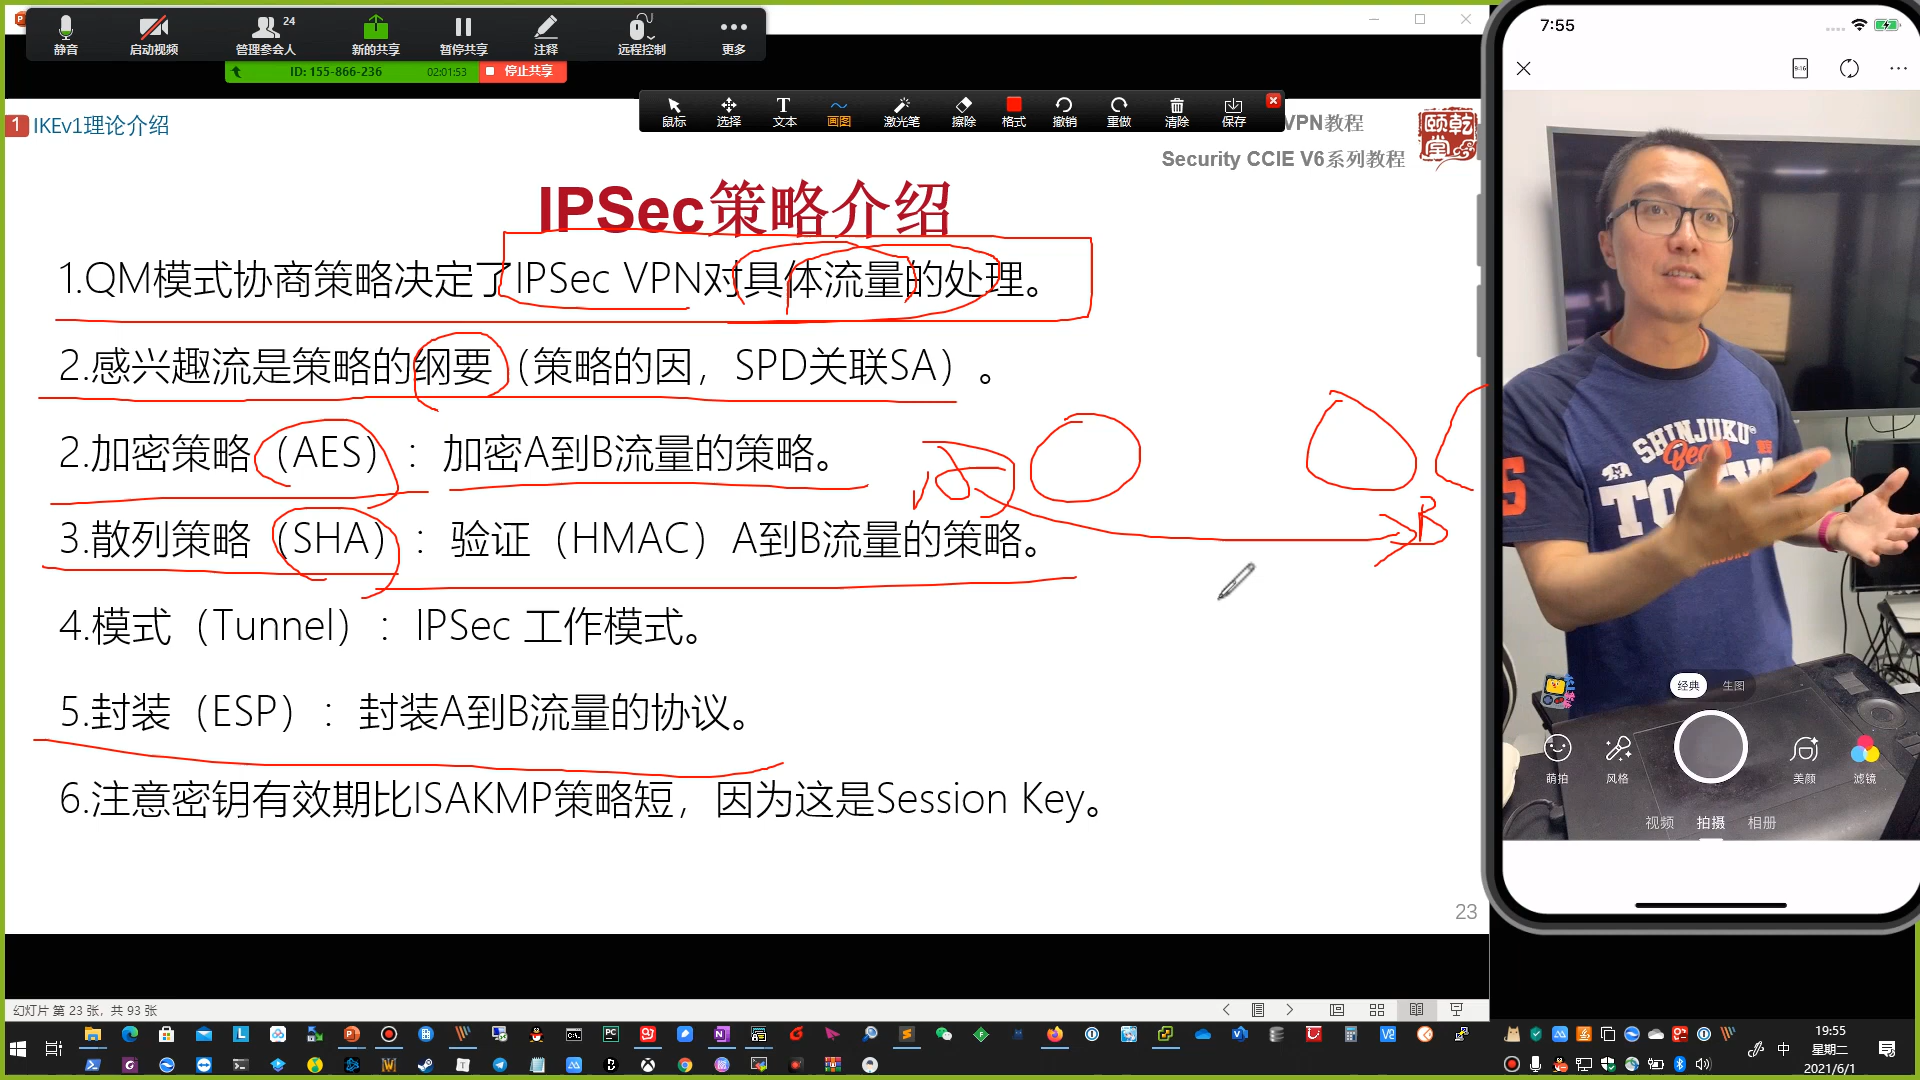 静音 启动视频 管理参会人 24 新的共享 暂停共享 注释 远程控制 更多
ID: 155-866-236 02:01:53 停止共享
鼠标 选择 文本 画图 激光笔 擦除 格式 撤销 重做 清除 保存
1 IKEv1理论介绍
VPN教程
Security CCIE V6系列教程
乾颐堂
IPSec策略介绍
1.QM模式协商策略决定了IPSec VPN对具体流量的处理。
2.感兴趣流是策略的纲要（策略的因，SPD关联SA）。
2.加密策略（AES）：加密A到B流量的策略。
3.散列策略（SHA）：验证（HMAC）A到B流量的策略。
4.模式（Tunnel）：IPSec 工作模式。
5.封装（ESP）：封装A到B流量的协议。
6.注意密钥有效期比ISAKMP策略短，因为这是Session Key。
B
23
幻灯片 第 23 张，共 93 张
7:55
9:16
SHINJUKU
TOKYO
经典 生图
萌拍 风格 美颜 滤镜
视频 拍摄 相册
中
19:55
星期二
2021/6/1